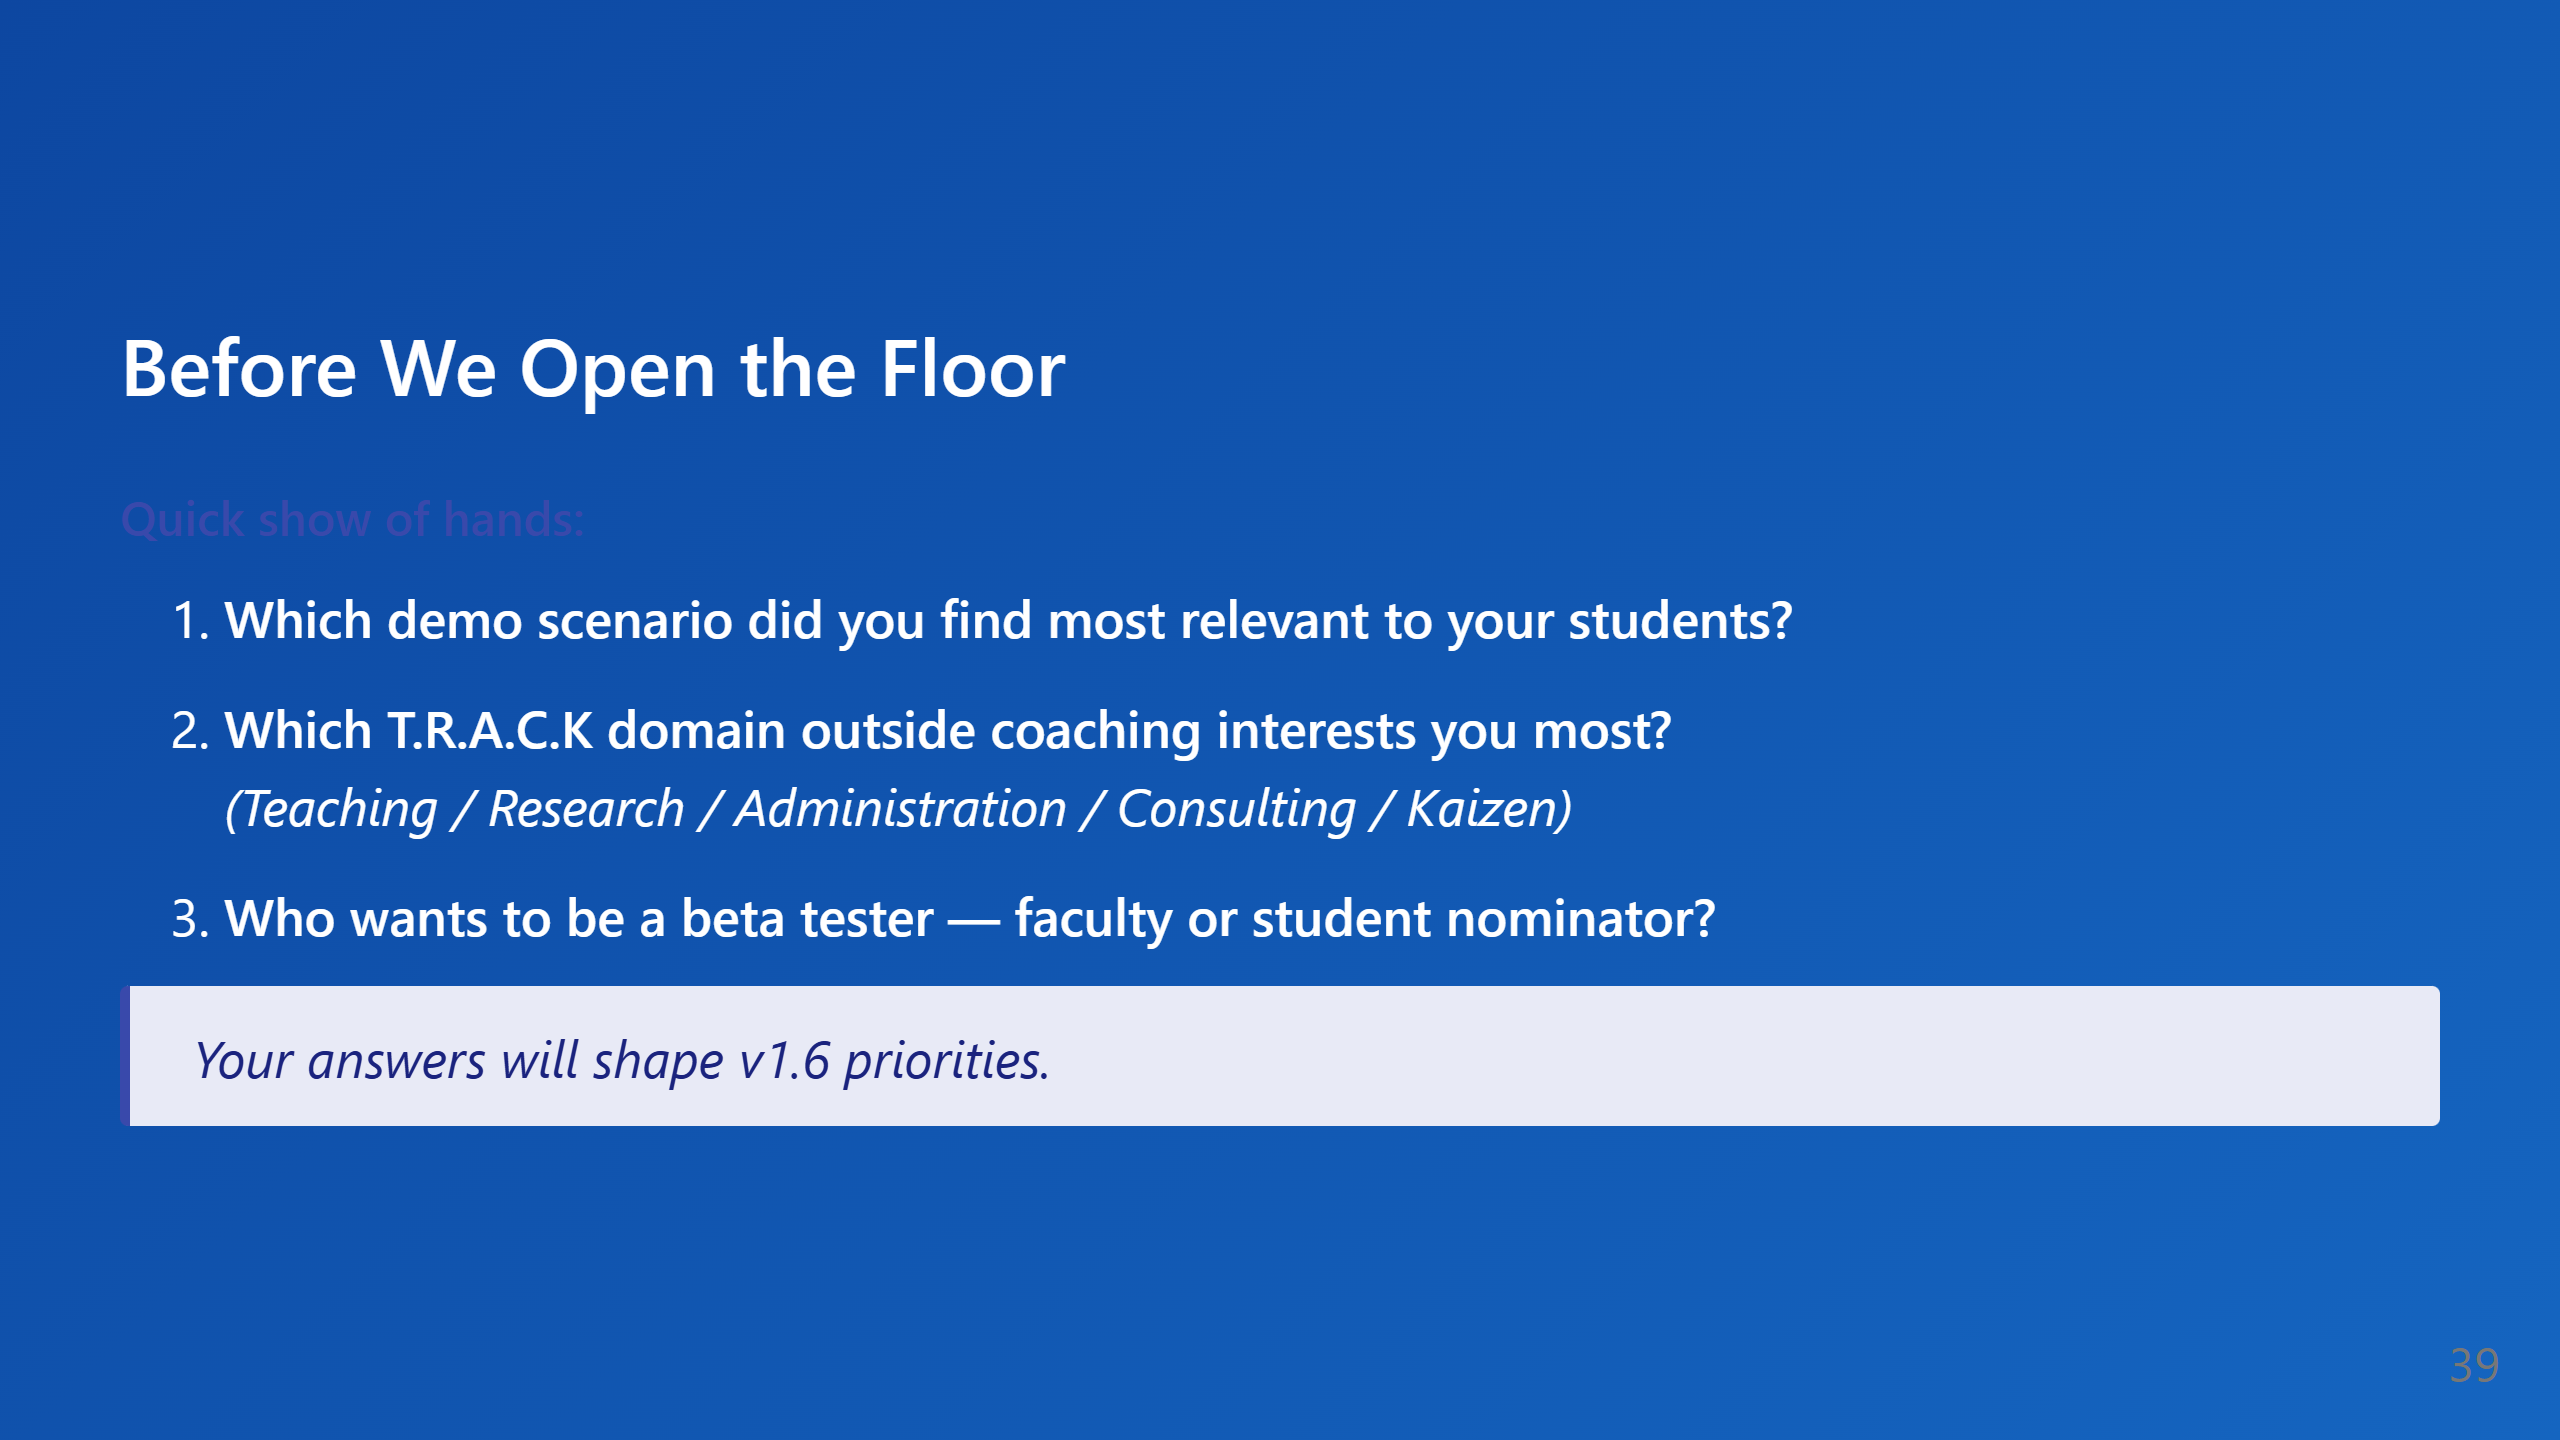 Before We Open the Floor
Quick show of hands:
1. Which demo scenario did you find most relevant to your students?
2. Which T.R.A.C.K domain outside coaching interests you most?
(Teaching / Research / Administration / Consulting / Kaizen)
3. Who wants to be a beta tester — faculty or student nominator?
Your answers will shape v1.6 priorities.
39